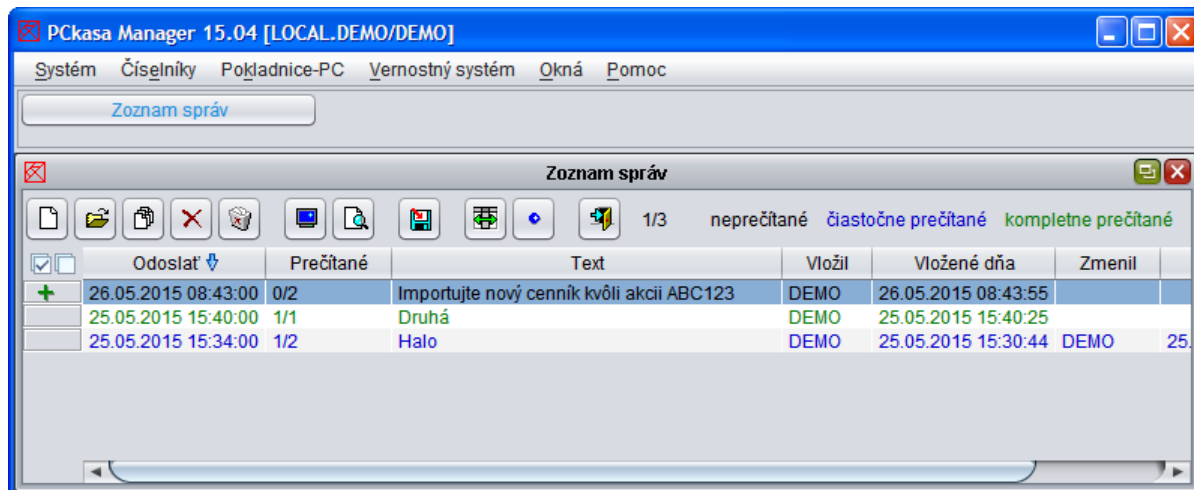 PCkasa Manager 15.04 [LOCAL.DEMO/DEMO]
Systém Číselníky Pokladnice-PC Vernostný systém Okná Pomoc
Zoznam správ
Zoznam správ
1/3 neprečítané čiastočne prečítané kompletne prečítané
Odoslať Prečítané Text Vložil Vložené dňa Zmenil
26.05.2015 08:43:00 0/2 Importujte nový cenník kvôli akcii ABC123 DEMO 26.05.2015 08:43:55
25.05.2015 15:40:00 1/1 Druhá DEMO 25.05.2015 15:40:25
25.05.2015 15:34:00 1/2 Halo DEMO 25.05.2015 15:30:44 DEMO 25.